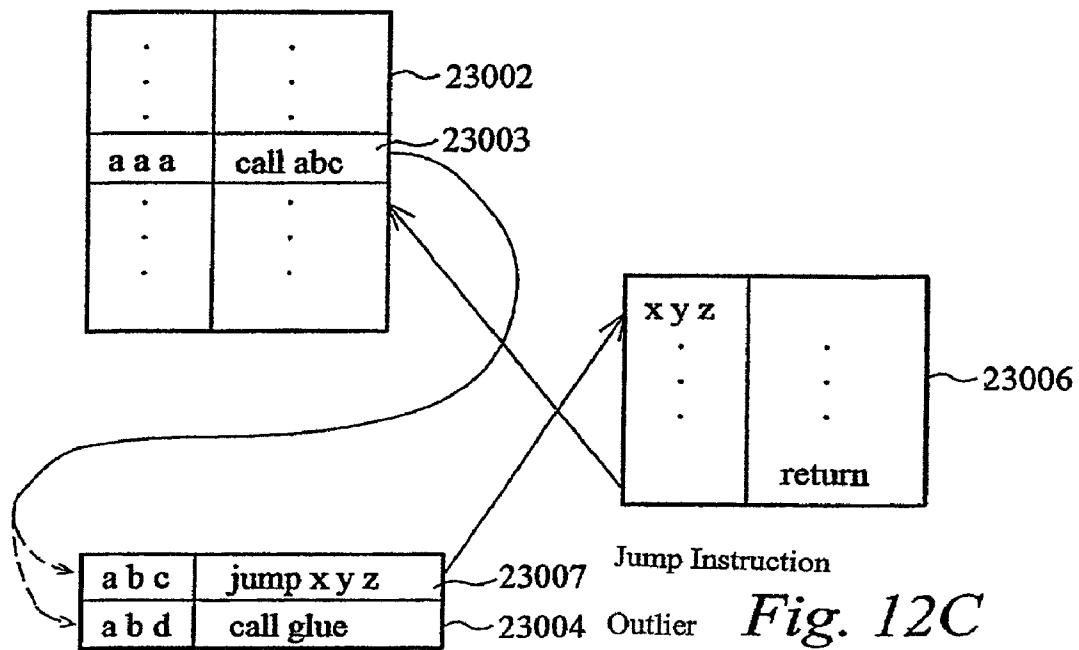 23002
23003
a a a call abc
x y z
23006
return
a b c jump x y z 23007 Jump Instruction
a b d call glue 23004 Outlier
Fig. 12C